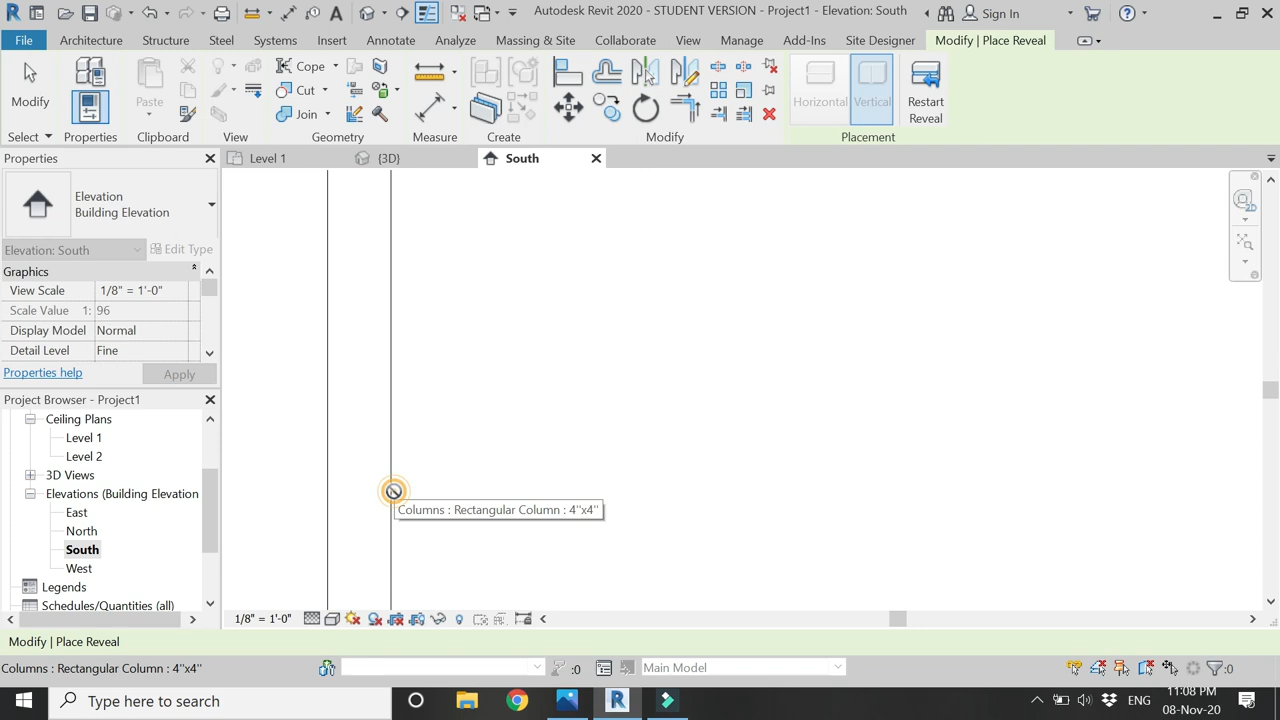 Autodesk Revit 2020 - STUDENT VERSION - Project1 - Elevation: South
Sign In
File Architecture Structure Steel Systems Insert Annotate Analyze Massing & Site Collaborate View Manage Add-Ins Site Designer Modify | Place Reveal
Cope
Cut
Join
Modify
Paste
Horizontal Vertical Restart Reveal
Select Properties Clipboard View Geometry Measure Create Modify Placement
Properties
Level 1 {3D} South
Elevation
Building Elevation
Elevation: South Edit Type
Graphics
View Scale 1/8" = 1'-0"
Scale Value 1: 96
Display Model Normal
Detail Level Fine
Properties help Apply
Project Browser - Project1
Ceiling Plans
Level 1
Level 2
3D Views
Elevations (Building Elevation
East
North
South
West
Legends
Schedules/Quantities (all)
Columns : Rectangular Column : 4"x4"
1/8" = 1'-0"
Modify | Place Reveal
Columns : Rectangular Column : 4"x4" :0 Main Model :0
Type here to search
ENG
11:08 PM
08-Nov-20